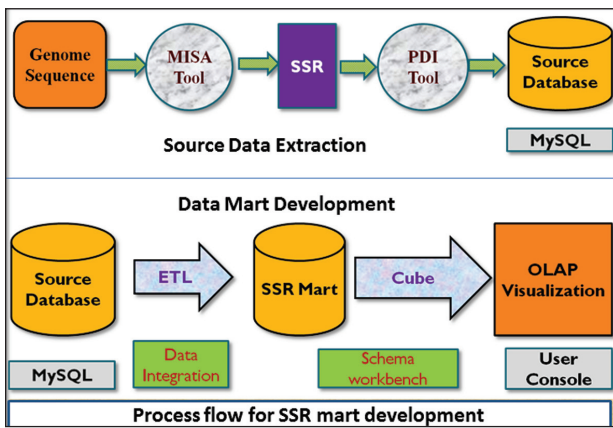 Genome
Sequence
MISA
Tool
SSR
PDI
Tool
Source
Database
Source Data Extraction
MySQL
Data Mart Development
Source
Database
ETL
SSR Mart
Cube
OLAP
Visualization
MySQL
Data
Integration
Schema
workbench
User
Console
Process flow for SSR mart development